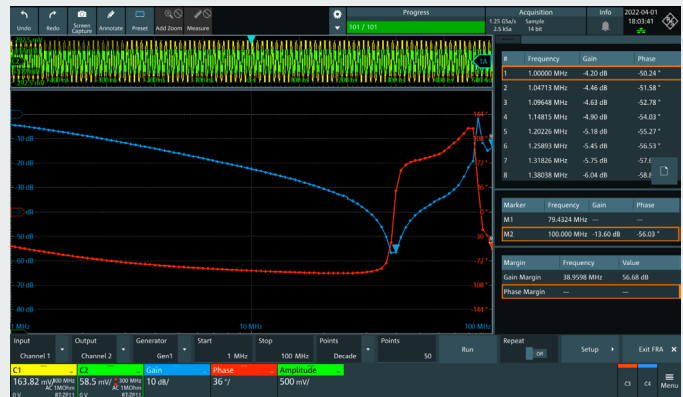 Undo
Redo
Screen Capture
Annotate
Preset
Add Zoom
Measure
Progress
101 / 101
Acquisition
1.25 GSa/s Sample
2.5 kSa 14 bit
Info
2022-04-01
18:03:41
1A
# Frequency Gain Phase
1 1.00000 MHz -4.20 dB -50.24 °
2 1.04713 MHz -4.46 dB -51.58 °
3 1.09648 MHz -4.63 dB -52.78 °
4 1.14815 MHz -4.90 dB -54.03 °
5 1.20226 MHz -5.18 dB -55.27 °
6 1.25893 MHz -5.45 dB -56.53 °
7 1.31826 MHz -5.75 dB
8 1.38038 MHz -6.04 dB
144 °
-10 dB
72 °
-30 dB
-50 dB
-60 dB
-72 °
-70 dB
-108 °
-80 dB
-144 °
1 MHz
10 MHz
100 MHz
Marker Frequency Gain Phase
M1 79.4324 MHz --- ---
M2 100.000 MHz -13.60 dB -56.03 °
Margin Frequency Value
Gain Margin 38.9598 MHz 56.68 dB
Phase Margin --- ---
Input Output Generator Start Stop Points Points Repeat
Channel 1 Channel 2 Gen1 1 MHz 100 MHz Decade 50 Run Off Setup Exit FRA X
C1 C2 Gain Phase Amplitude
163.82 mV/ 58.5 mV/ 300 MHz 10 dB/ 36 °/ 500 mV/
AC 1MOhm AC 1MOhm
0 V RT-ZP11 0 V RT-ZP11
C3 C4 Menu